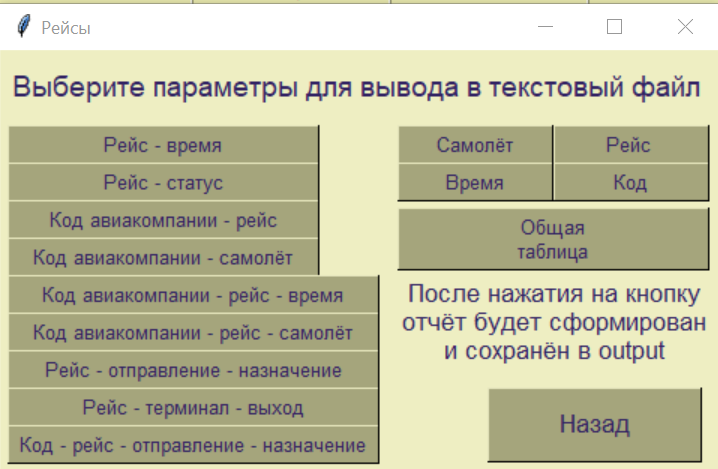 Рейсы
Выберите параметры для вывода в текстовый файл
Рейс - время
Рейс - статус
Код авиакомпании - рейс
Код авиакомпании - самолёт
Код авиакомпании - рейс - время
Код авиакомпании - рейс - самолёт
Рейс - отправление - назначение
Рейс - терминал - выход
Код - рейс - отправление - назначение
Самолёт
Рейс
Время
Код
Общая
таблица
После нажатия на кнопку
отчёт будет сформирован
и сохранён в output
Назад